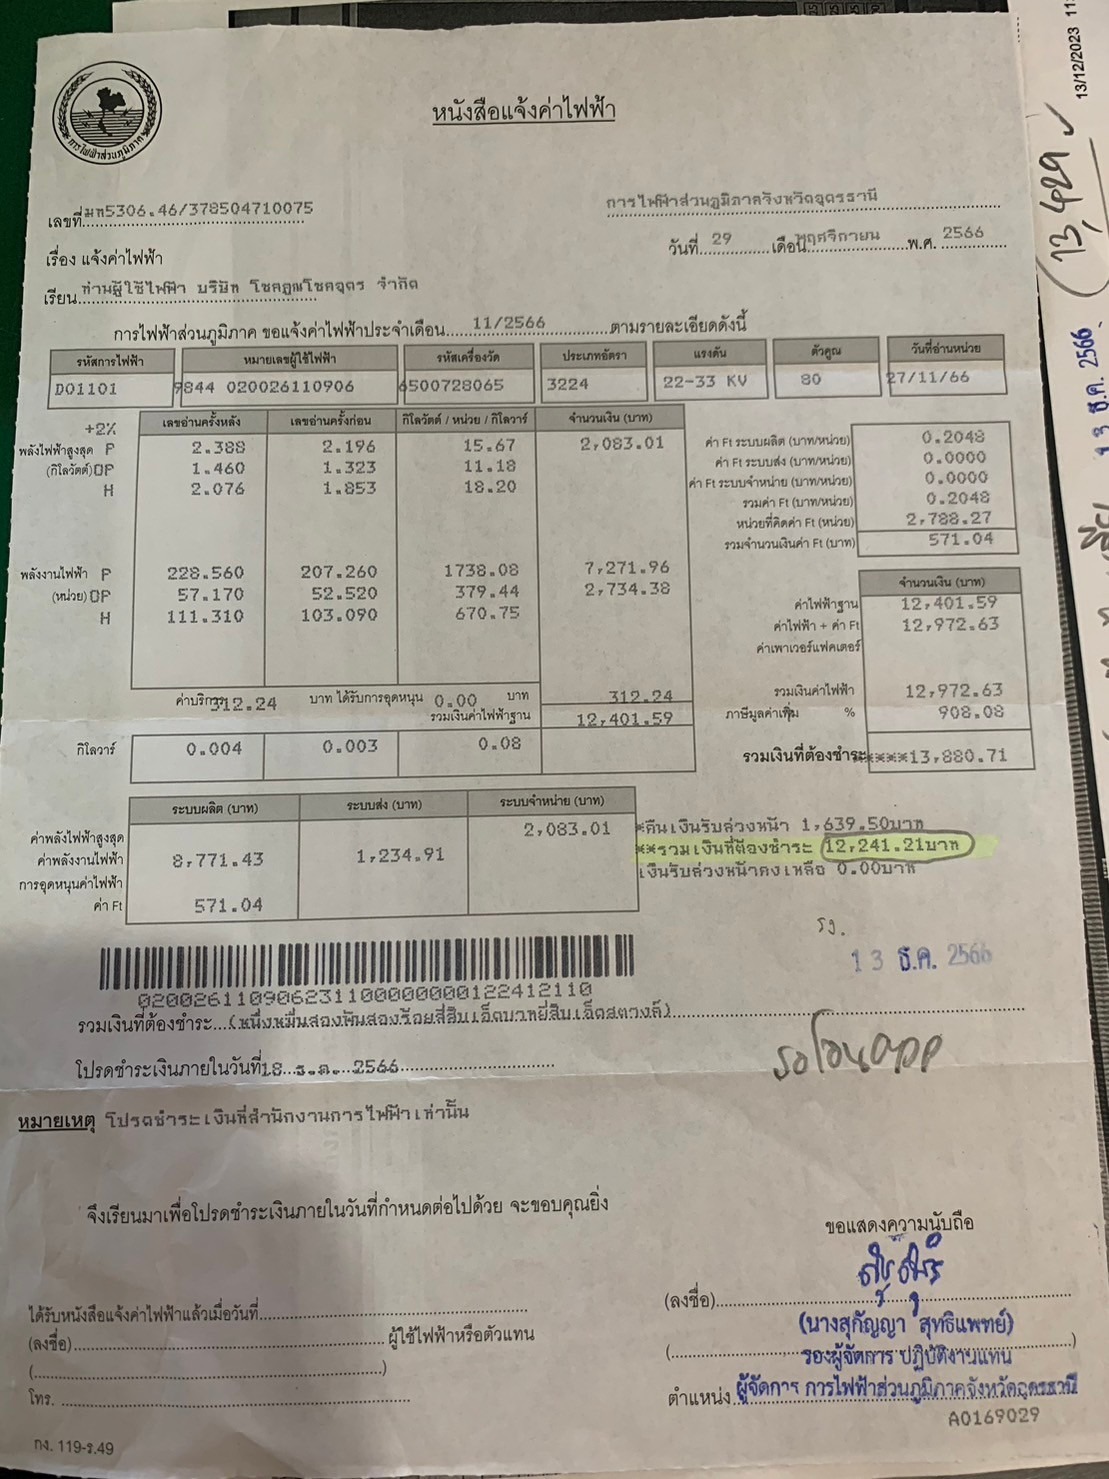 การไฟฟ้าส่วนภูมิภาค
หนังสือแจ้งค่าไฟฟ้า
13/12/2023 11:
(13,429 ✓
13 ธ.ค. 2566
เลขที่ มท5306.46/378504710075
การไฟฟ้าส่วนภูมิภาคจังหวัดอุดรธานี
วันที่ 29 เดือน พฤศจิกายน พ.ศ. 2566
เรื่อง แจ้งค่าไฟฟ้า
เรียน ท่านผู้ใช้ไฟฟ้า บริษัท โชคคูณโชคอุดร จำกัด
การไฟฟ้าส่วนภูมิภาค ขอแจ้งค่าไฟฟ้าประจำเดือน 11/2566 ตามรายละเอียดดังนี้
รหัสการไฟฟ้า หมายเลขผู้ใช้ไฟฟ้า รหัสเครื่องวัด ประเภทอัตรา แรงดัน ตัวคูณ วันที่อ่านหน่วย
D01101 9844 020026110906 6500728065 3224 22-33 KV 80 27/11/66
+2% เลขอ่านครั้งหลัง เลขอ่านครั้งก่อน กิโลวัตต์ / หน่วย / กิโลวาร์ จำนวนเงิน (บาท)
พลังไฟฟ้าสูงสุด P 2.388 2.196 15.67 2,083.01
(กิโลวัตต์) OP 1.460 1.323 11.18
H 2.076 1.853 18.20
ค่า Ft ระบบผลิต (บาท/หน่วย) 0.2048
ค่า Ft ระบบส่ง (บาท/หน่วย) 0.0000
ค่า Ft ระบบจำหน่าย (บาท/หน่วย) 0.0000
รวมค่า Ft (บาท/หน่วย) 0.2048
หน่วยที่คิดค่า Ft (หน่วย) 2,788.27
รวมจำนวนเงินค่า Ft (บาท) 571.04
พลังงานไฟฟ้า P 228.560 207.260 1738.08 7,271.96
(หน่วย) OP 57.170 52.520 379.44 2,734.38
H 111.310 103.090 670.75
จำนวนเงิน (บาท)
ค่าไฟฟ้าฐาน 12,401.59
ค่าไฟฟ้า + ค่า Ft 12,972.63
ค่าเพาเวอร์แฟคเตอร์
รวมเงินค่าไฟฟ้า 12,972.63
ภาษีมูลค่าเพิ่ม % 908.08
รวมเงินที่ต้องชำระ ****13,880.71
ค่าบริการ 312.24 บาท ได้รับการอุดหนุน 0.00 บาท 312.24
รวมเงินค่าไฟฟ้าฐาน 12,401.59
กิโลวาร์ 0.004 0.003 0.08
ระบบผลิต (บาท) ระบบส่ง (บาท) ระบบจำหน่าย (บาท)
ค่าพลังไฟฟ้าสูงสุด 2,083.01
ค่าพลังงานไฟฟ้า 8,771.43 1,234.91
การอุดหนุนค่าไฟฟ้า
ค่า Ft 571.04
*คืนเงินรับล่วงหน้า 1,639.50บาท
**รวมเงินที่ต้องชำระ 12,241.21บาท
เงินรับล่วงหน้าคงเหลือ 0.00บาท
13 ธ.ค. 2566
020026110906231100000000122412110
รวมเงินที่ต้องชำระ (หนึ่งหมื่นสองพันสองร้อยสี่สิบเอ็ดบาทยี่สิบเอ็ดสตางค์)
โปรดชำระเงินภายในวันที่ 18 ธ.ค. 2566
รอโอนapp
หมายเหตุ โปรดชำระเงินที่สำนักงานการไฟฟ้าเท่านั้น
จึงเรียนมาเพื่อโปรดชำระเงินภายในวันที่กำหนดต่อไปด้วย จะขอบคุณยิ่ง
ขอแสดงความนับถือ
(ลงชื่อ)
(นางสุกัญญา สุทธิแพทย์)
รองผู้จัดการ ปฏิบัติงานแทน
ตำแหน่ง ผู้จัดการ การไฟฟ้าส่วนภูมิภาคจังหวัดอุดรธานี
A0169029
ได้รับหนังสือแจ้งค่าไฟฟ้าแล้วเมื่อวันที่
(ลงชื่อ) ผู้ใช้ไฟฟ้าหรือตัวแทน
โทร.
กง. 119-ร.49